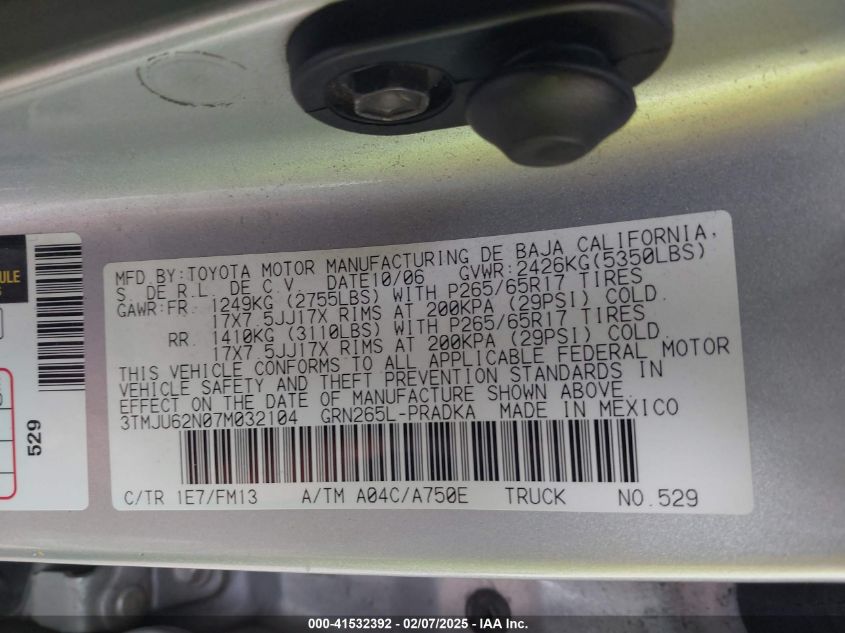 MFD.BY:TOYOTA MOTOR MANUFACTURING DE BAJA CALIFORNIA,
S. DE R.L. DE C.V. DATE10/06 GVWR:2426KG(5350LBS)
GAWR:FR. 1249KG (2755LBS) WITH P265/65R17 TIRES
17X7.5JJ17X RIMS AT 200KPA (29PSI) COLD.
RR. 1410KG (3110LBS) WITH P265/65R17 TIRES
17X7.5JJ17X RIMS AT 200KPA (29PSI) COLD.
THIS VEHICLE CONFORMS TO ALL APPLICABLE FEDERAL MOTOR
VEHICLE SAFETY AND THEFT PREVENTION STANDARDS IN
EFFECT ON THE DATE OF MANUFACTURE SHOWN ABOVE.
3TMJU62N07M032104 GRN265L-PRADKA MADE IN MEXICO
C/TR 1E7/FM13 A/TM A04C/A750E TRUCK NO.529
529
000-41532392 - 02/07/2025 - IAA Inc.